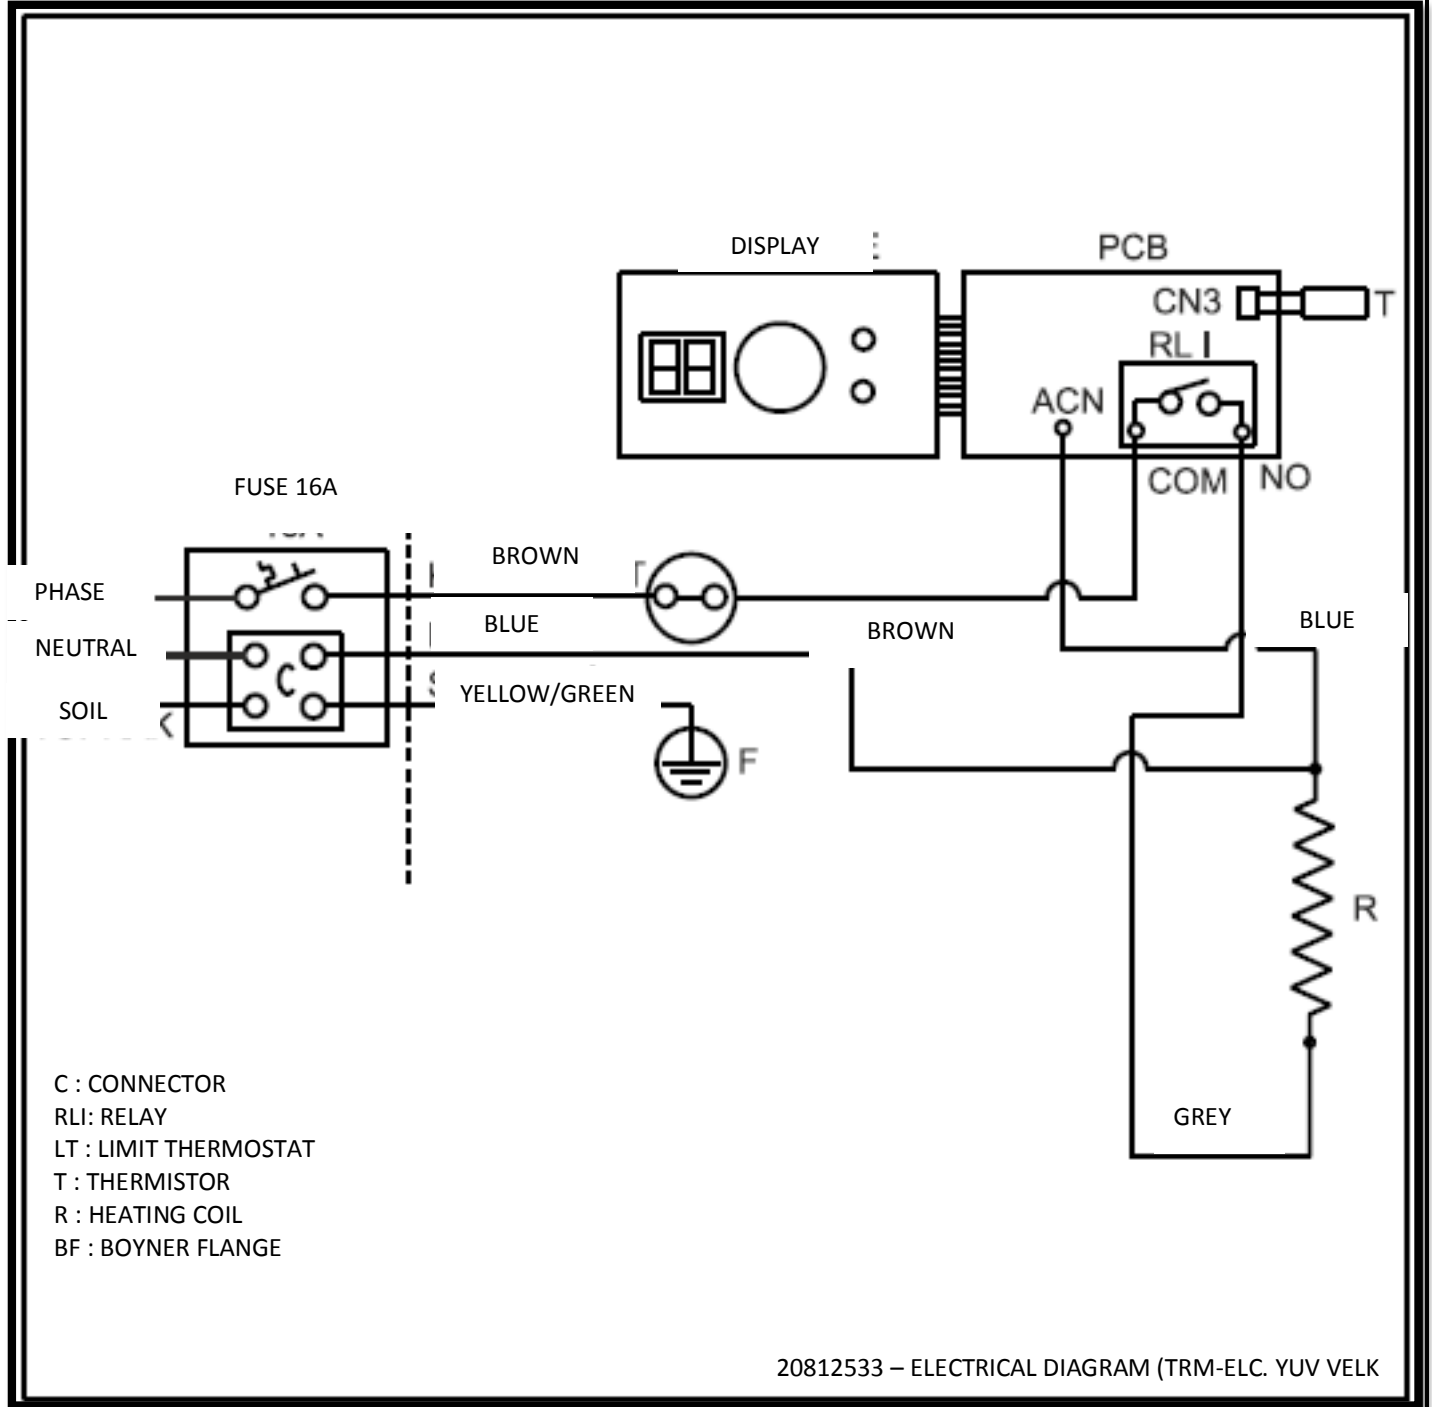 DISPLAY
PCB
CN3
T
RL I
ACN
COM
NO
FUSE 16A
BROWN
PHASE
BLUE
BLUE
BROWN
NEUTRAL
C
YELLOW/GREEN
SOIL
F
R
C : CONNECTOR
RLI: RELAY
LT : LIMIT THERMOSTAT
T : THERMISTOR
R : HEATING COIL
BF : BOYNER FLANGE
GREY
20812533 – ELECTRICAL DIAGRAM (TRM-ELC. YUV VELK